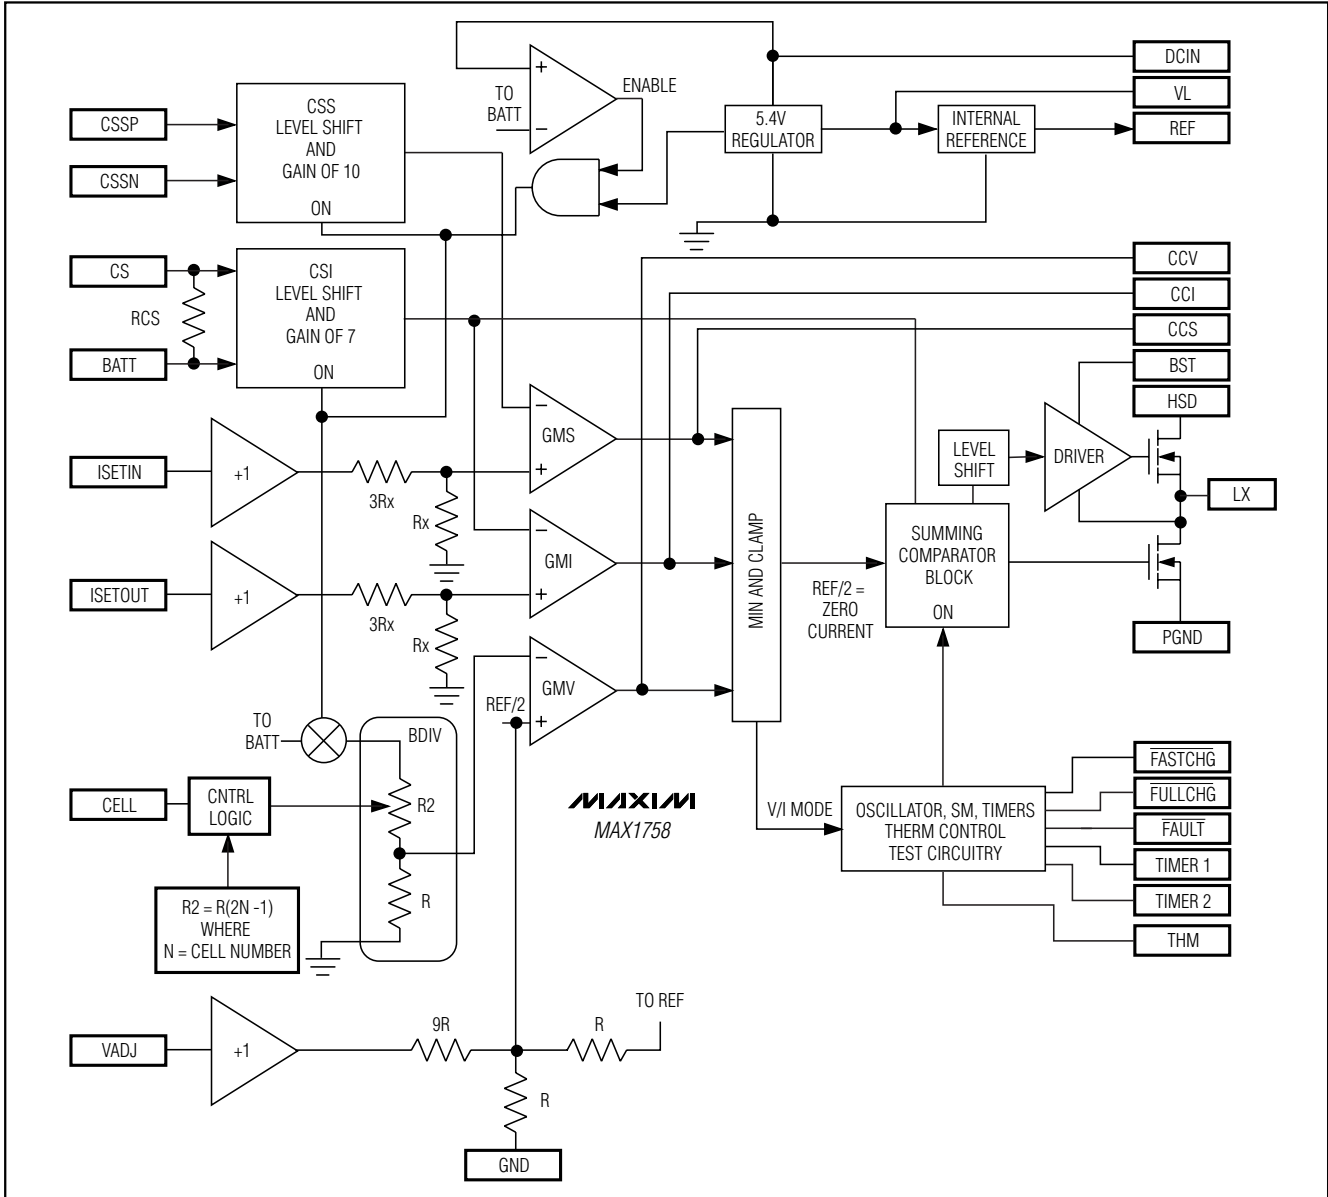 DCIN
VL
REF
TO
BATT
+
−
ENABLE
5.4V
REGULATOR
INTERNAL
REFERENCE
CSSP
CSSN
CSS
LEVEL SHIFT
AND
GAIN OF 10
ON
CS
RCS
BATT
CSI
LEVEL SHIFT
AND
GAIN OF 7
ON
CCV
CCI
CCS
BST
HSD
ISETIN
+1
3Rx
Rx
−
GMS
+
ISETOUT
+1
3Rx
Rx
−
GMI
+
−
GMV
+
REF/2
MIN AND CLAMP
REF/2 =
ZERO
CURRENT
LEVEL
SHIFT
DRIVER
LX
SUMMING
COMPARATOR
BLOCK
ON
PGND
TO
BATT
BDIV
R2
R
CELL
CNTRL
LOGIC
R2 = R(2N -1)
WHERE
N = CELL NUMBER
MAXIM
MAX1758
V/I MODE
OSCILLATOR, SM, TIMERS
THERM CONTROL
TEST CIRCUITRY
FASTCHG
FULLCHG
FAULT
TIMER 1
TIMER 2
THM
VADJ
+1
9R
R
TO REF
R
GND